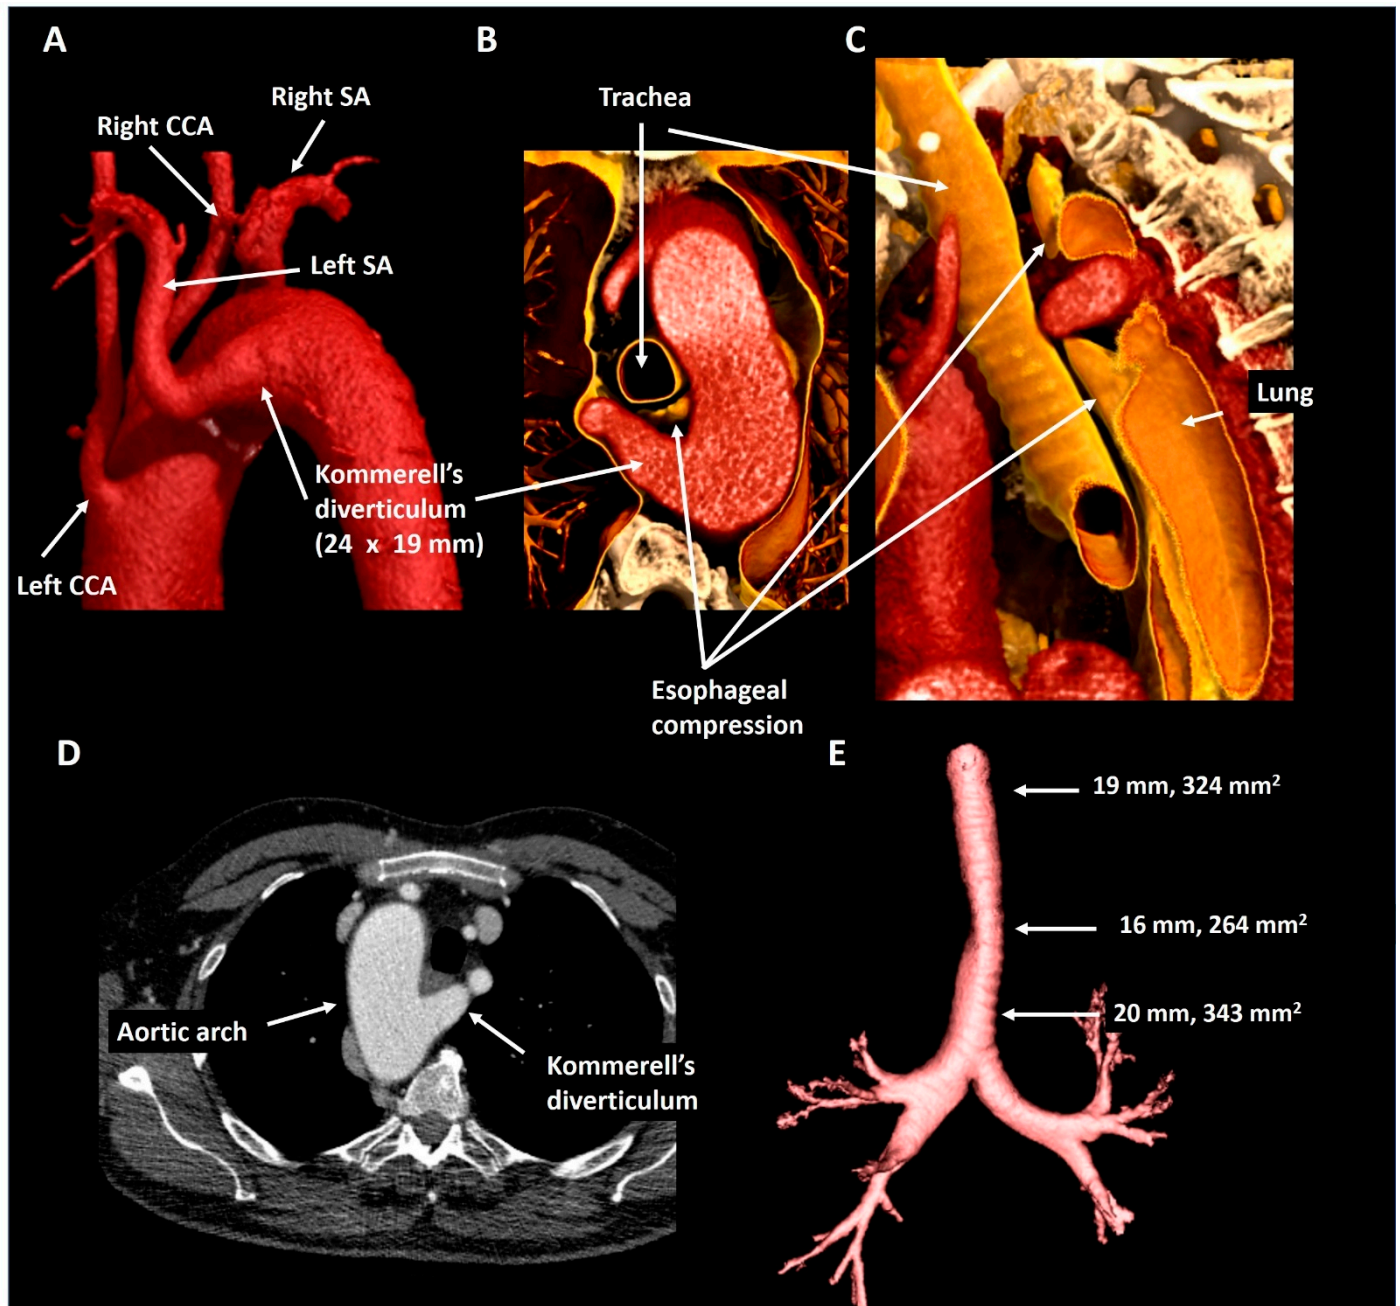 A
Right SA
Right CCA
Left SA
Kommerell’s
diverticulum
(24 x 19 mm)
Left CCA
B
Trachea
C
Lung
Esophageal
compression
D
Aortic arch
Kommerell’s
diverticulum
E
19 mm, 324 mm²
16 mm, 264 mm²
20 mm, 343 mm²